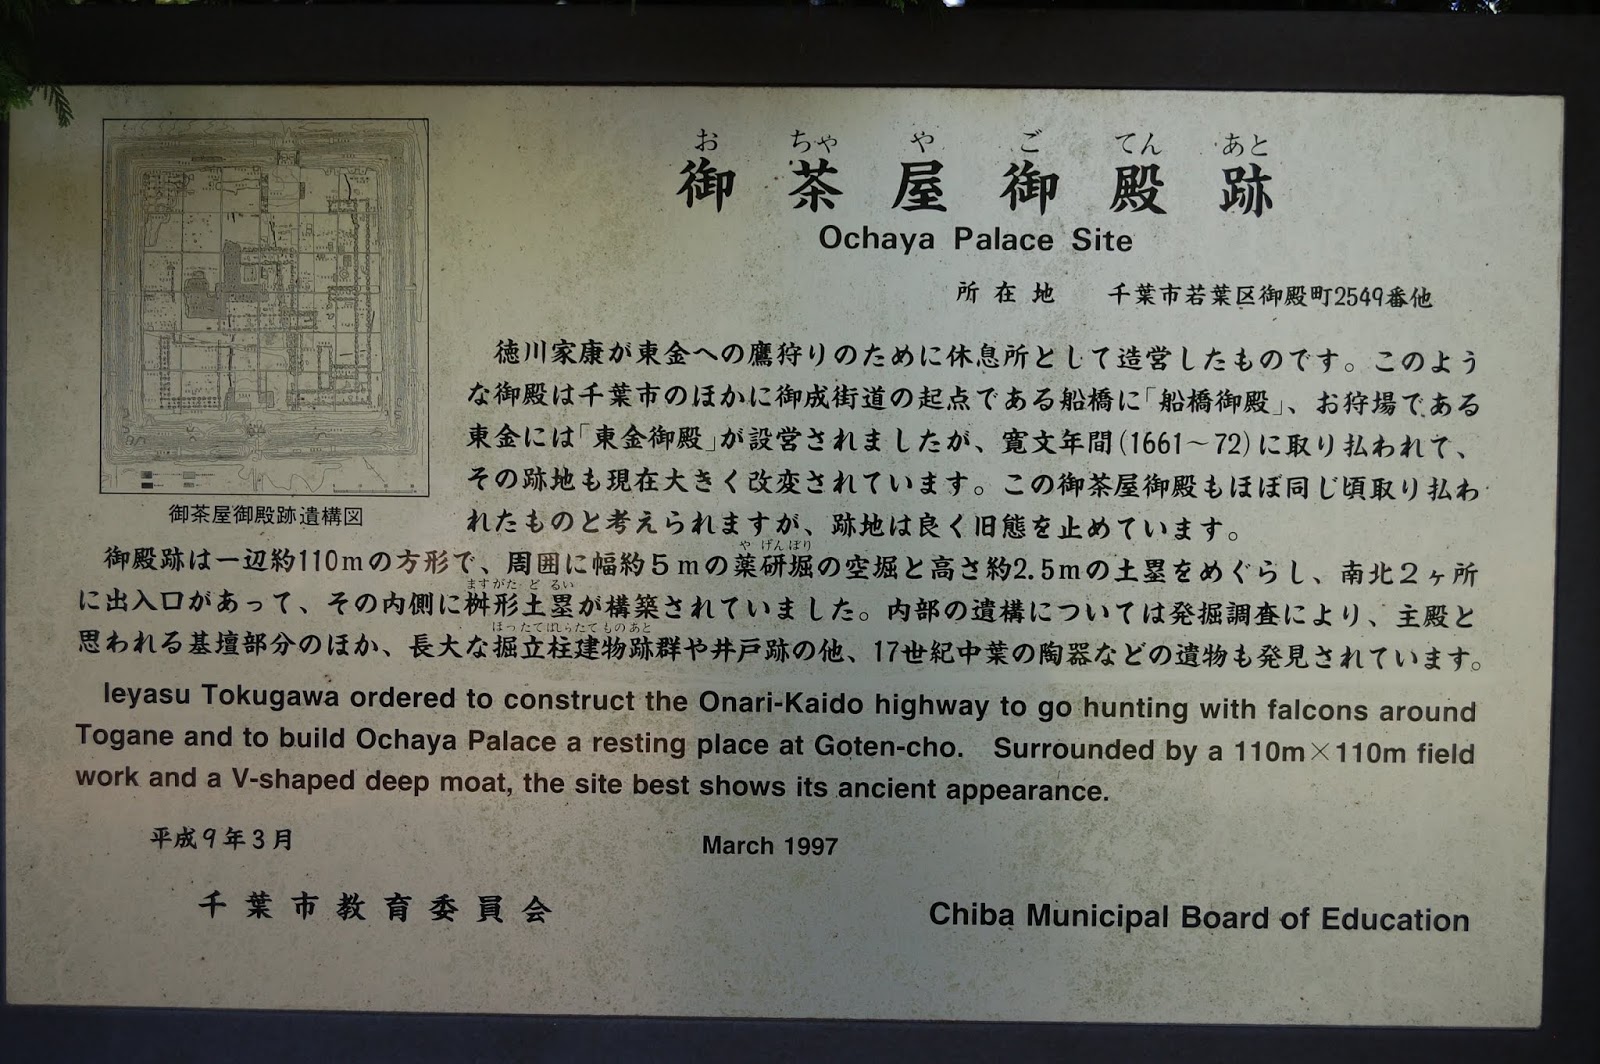 お ちゃ や ご てん あと
御茶屋御殿跡
Ochaya Palace Site
所在地 千葉市若葉区御殿町2549番他
徳川家康が東金への鷹狩りのために休息所として造営したものです。このよう
な御殿は千葉市のほかに御成街道の起点である船橋に「船橋御殿」、お狩場である
東金には「東金御殿」が設営されましたが、寛文年間(1661～72)に取り払われて、
その跡地も現在大きく改変されています。この御茶屋御殿もほぼ同じ頃取り払わ
れたものと考えられますが、跡地は良く旧態を止めています。
御茶屋御殿跡遺構図
や げんぼり
御殿跡は一辺約110mの方形で、周囲に幅約5mの薬研堀の空堀と高さ約2.5mの土塁をめぐらし、南北2ヶ所
ますがた ど るい
に出入口があって、その内側に桝形土塁が構築されていました。内部の遺構については発掘調査により、主殿と
ほったてばしらたてものあと
思われる基壇部分のほか、長大な掘立柱建物跡群や井戸跡の他、17世紀中葉の陶器などの遺物も発見されています。
Ieyasu Tokugawa ordered to construct the Onari-Kaido highway to go hunting with falcons around
Togane and to build Ochaya Palace a resting place at Goten-cho. Surrounded by a 110m×110m field
work and a V-shaped deep moat, the site best shows its ancient appearance.
平成9年3月 March 1997
千葉市教育委員会 Chiba Municipal Board of Education